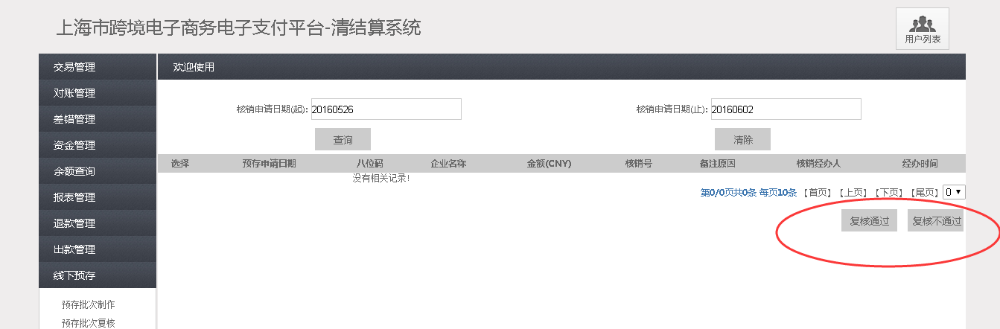 上海市跨境电子商务电子支付平台-清结算系统
用户列表
交易管理
欢迎使用
对账管理
核销申请日期(起): 20160526
核销申请日期(止): 20160602
差错管理
资金管理
查询
清除
余额查询
选择 预存申请日期 八位码 企业名称 金额(CNY) 核销号 备注原因 核销经办人 经办时间
没有相关记录!
报表管理
第0/0页共0条 每页10条 【首页】【上页】【下页】【尾页】 0
退款管理
复核通过 复核不通过
出款管理
线下预存
预存批次制作
预存批次复核